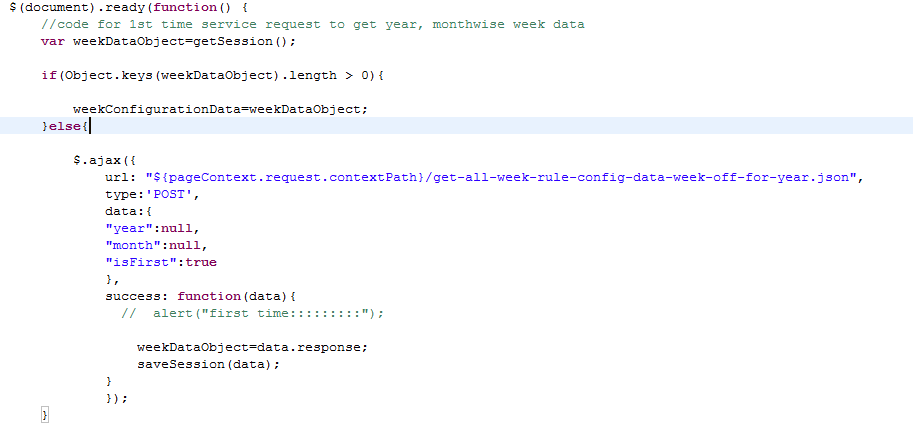 $(document).ready(function() {
//code for 1st time service request to get year, monthwise week data
var weekDataObject=getSession();
if(Object.keys(weekDataObject).length > 0){
weekConfigurationData=weekDataObject;
}else{
$.ajax({
url: "${pageContext.request.contextPath}/get-all-week-rule-config-data-week-off-for-year.json",
type:'POST',
data:{
"year":null,
"month":null,
"isFirst":true
},
success: function(data){
//  alert("first time:::::::::");
weekDataObject=data.response;
saveSession(data);
}
});
}